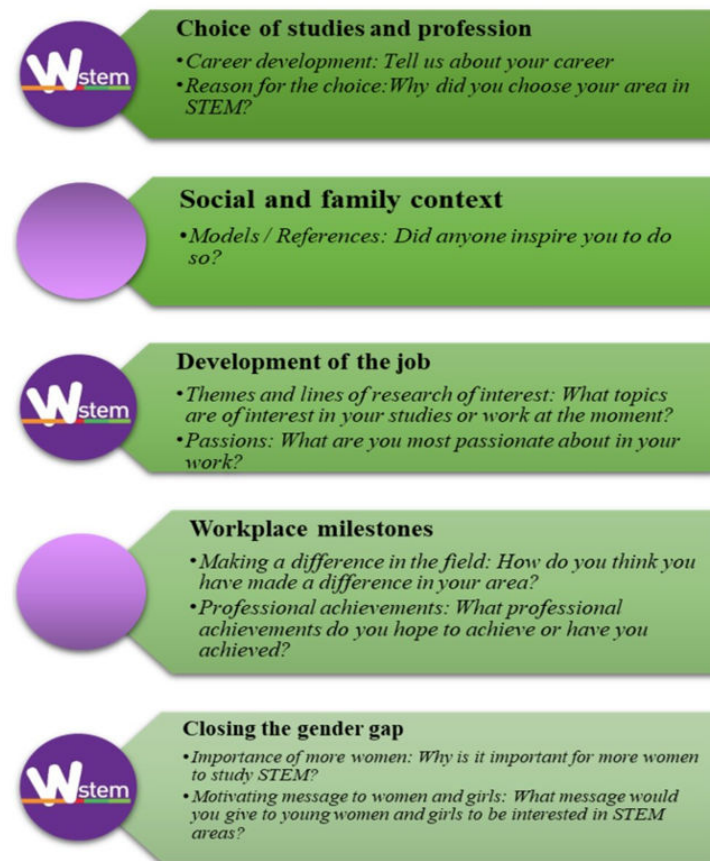 Wstem
Choice of studies and profession
•Career development: Tell us about your career
•Reason for the choice:Why did you choose your area in
STEM?
Social and family context
•Models / References: Did anyone inspire you to do
so?
Wstem
Development of the job
•Themes and lines of research of interest: What topics
are of interest in your studies or work at the moment?
•Passions: What are you most passionate about in your
work?
Workplace milestones
•Making a difference in the field: How do you think you
have made a difference in your area?
•Professional achievements: What professional
achievements do you hope to achieve or have you
achieved?
Wstem
Closing the gender gap
•Importance of more women: Why is it important for more women
to study STEM?
•Motivating message to women and girls: What message would
you give to young women and girls to be interested in STEM
areas?